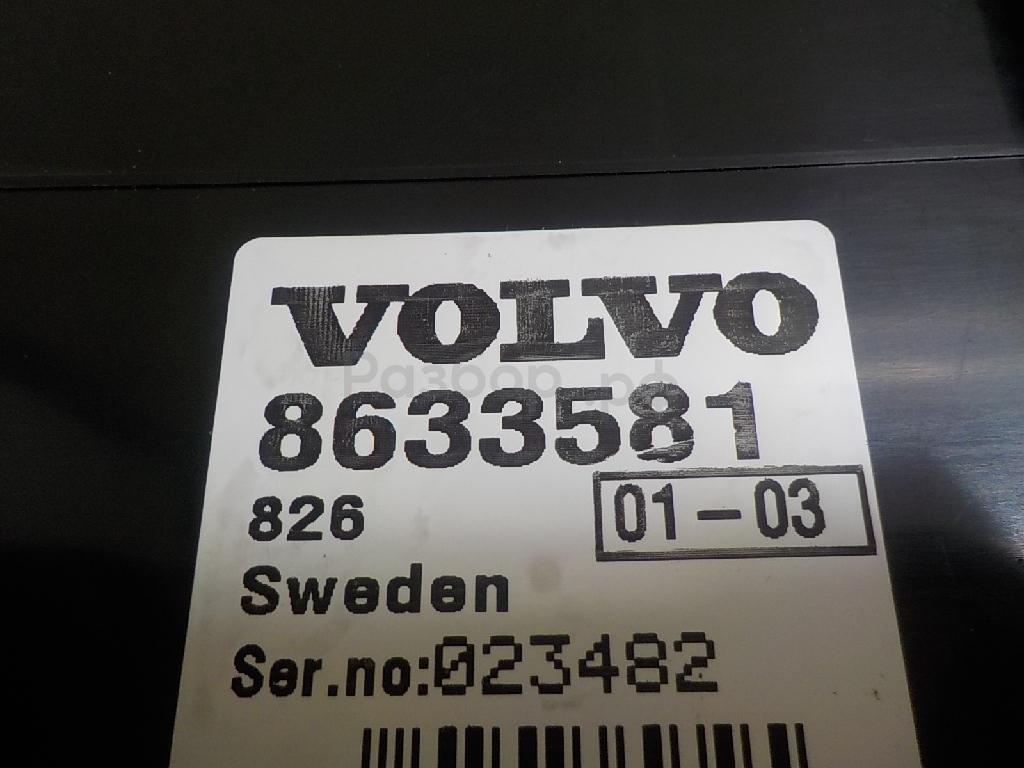 VOLVO
Разбор.рф
8633581
826
01-03
Sweden
Ser.no:023482